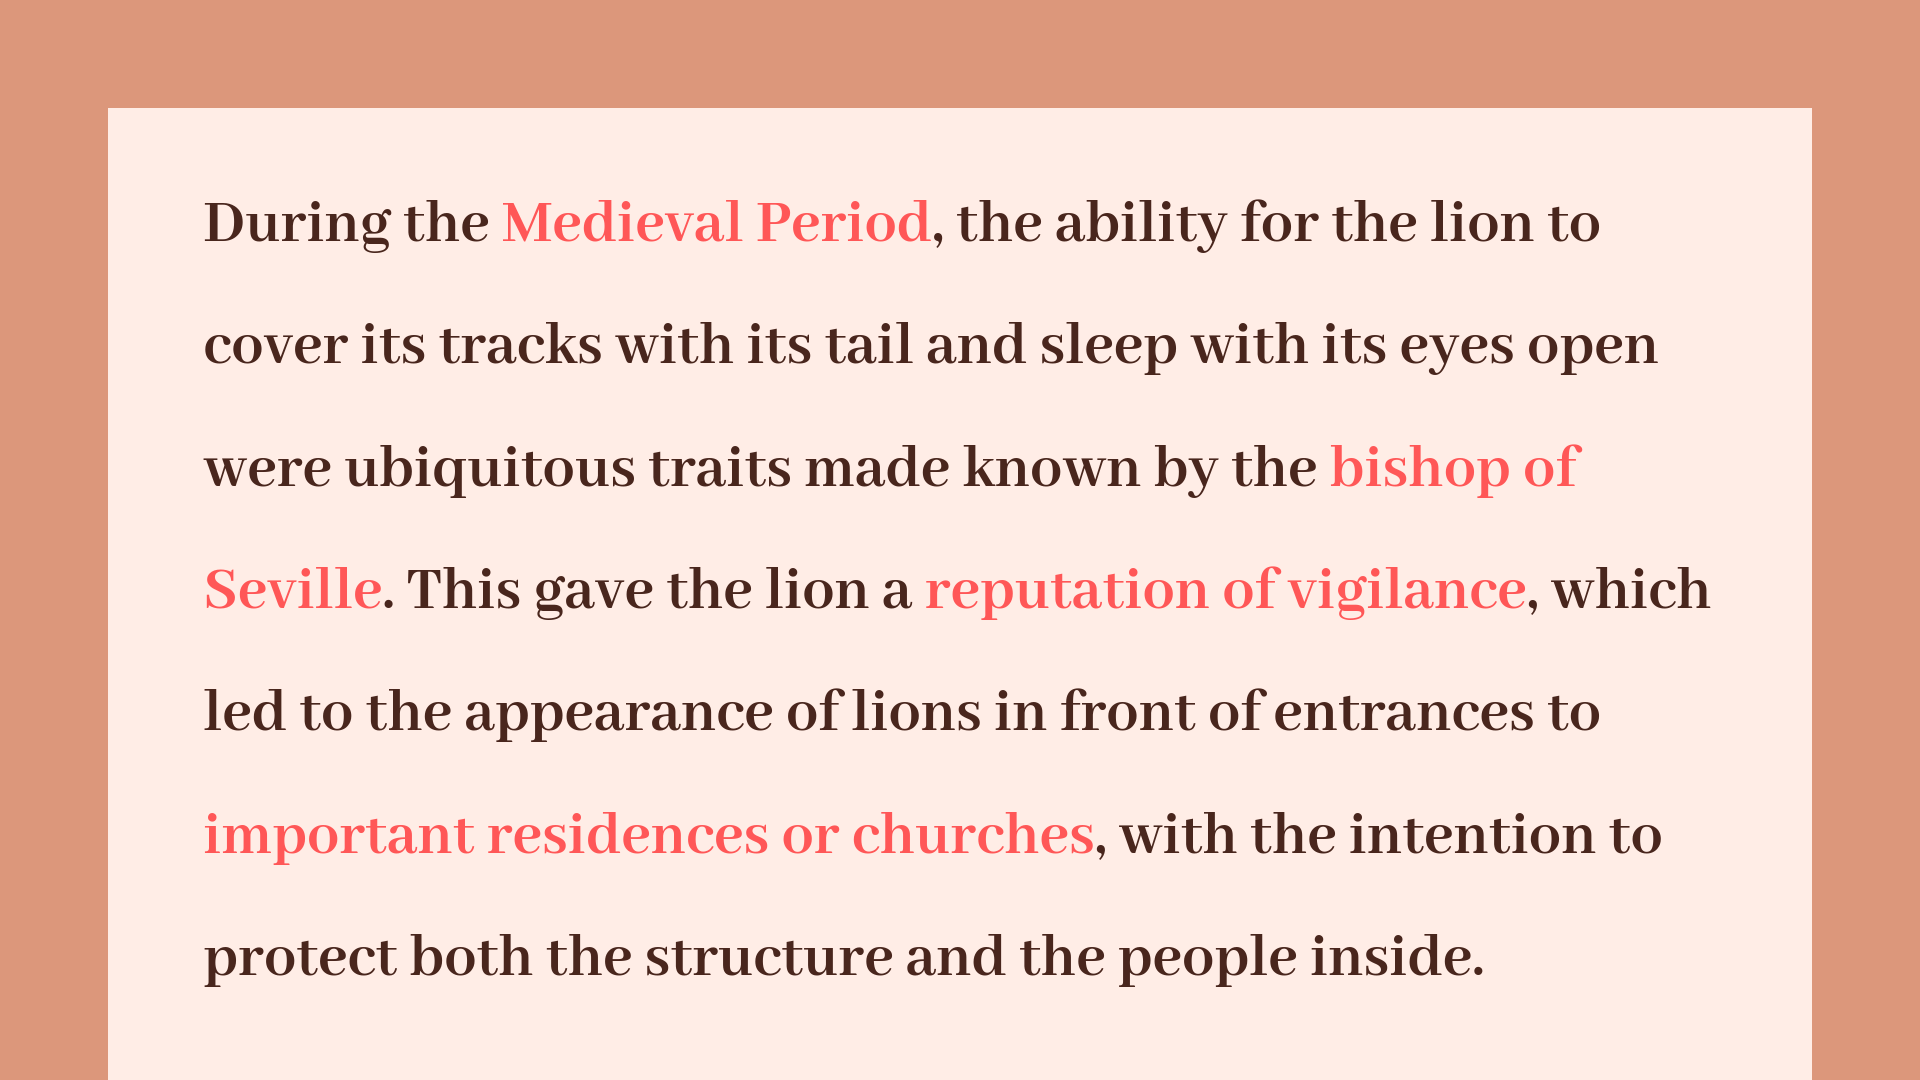 During the Medieval Period, the ability for the lion to
cover its tracks with its tail and sleep with its eyes open
were ubiquitous traits made known by the bishop of
Seville. This gave the lion a reputation of vigilance, which
led to the appearance of lions in front of entrances to
important residences or churches, with the intention to
protect both the structure and the people inside.